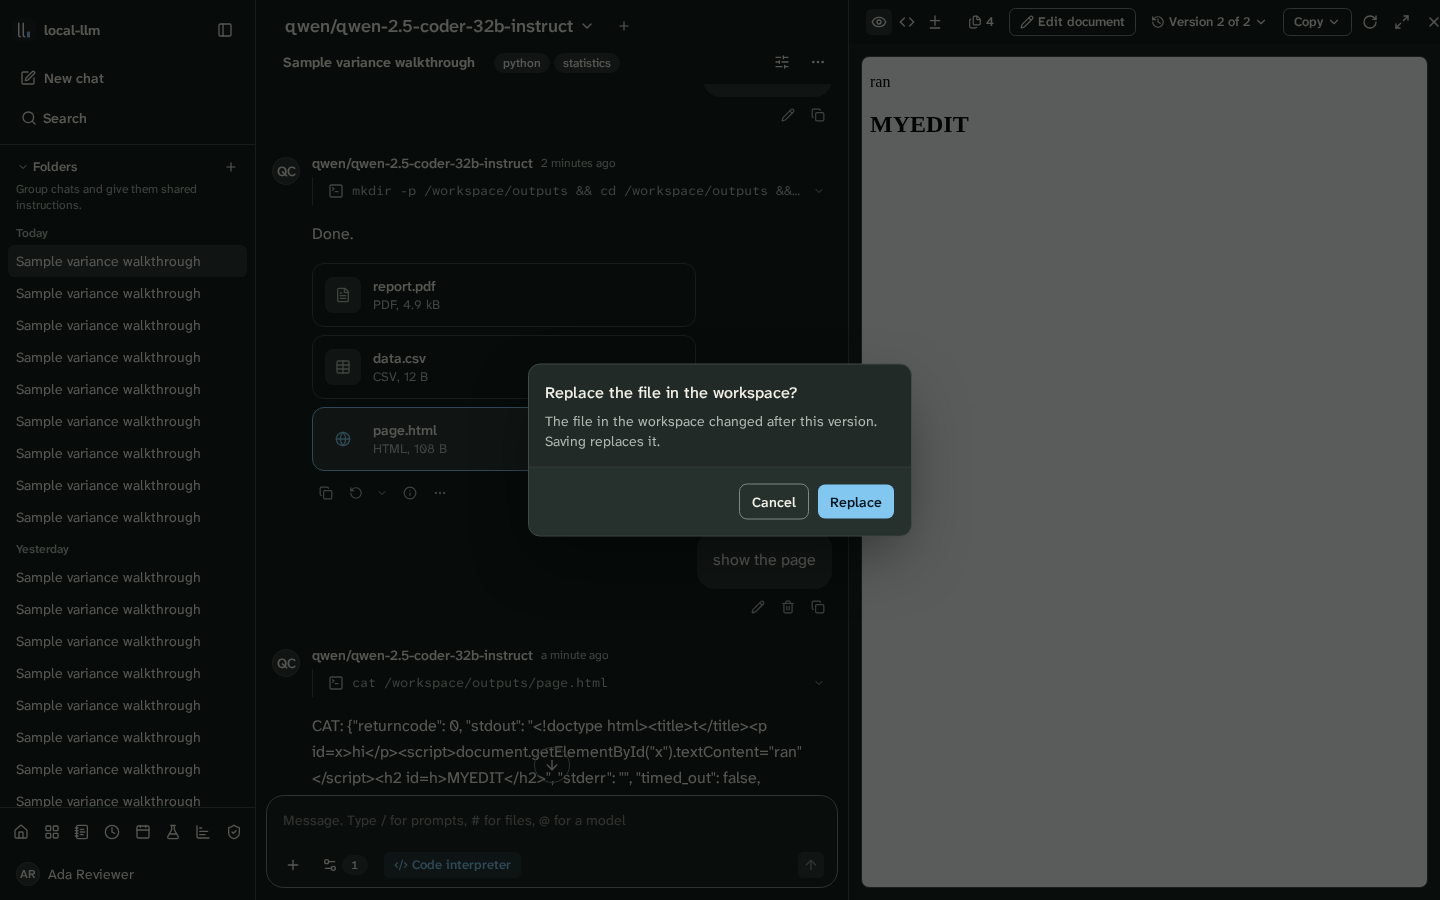 local-llm
New chat
Search
Folders
Group chats and give them shared
instructions.
Today
Sample variance walkthrough
Sample variance walkthrough
Sample variance walkthrough
Sample variance walkthrough
Sample variance walkthrough
Sample variance walkthrough
Sample variance walkthrough
Sample variance walkthrough
Sample variance walkthrough
Yesterday
Sample variance walkthrough
Sample variance walkthrough
Sample variance walkthrough
Sample variance walkthrough
Sample variance walkthrough
Sample variance walkthrough
Sample variance walkthrough
Sample variance walkthrough
AR Ada Reviewer
qwen/qwen-2.5-coder-32b-instruct
Sample variance walkthrough python statistics
QC qwen/qwen-2.5-coder-32b-instruct 2 minutes ago
mkdir -p /workspace/outputs && cd /workspace/outputs &&…
Done.
report.pdf
PDF, 4.9 kB
data.csv
CSV, 12 B
page.html
HTML, 108 B
show the page
QC qwen/qwen-2.5-coder-32b-instruct a minute ago
cat /workspace/outputs/page.html
CAT: {"returncode": 0, "stdout": "<!doctype html><title>t</title><p
id=x>hi</p><script>document.getElementById("x").textContent="ran"
</script><h2 id=h>MYEDIT</h2>", "stderr": "", "timed_out": false,
Message. Type / for prompts, # for files, @ for a model
1 Code interpreter
4 Edit document Version 2 of 2 Copy
ran
MYEDIT
Replace the file in the workspace?
The file in the workspace changed after this version.
Saving replaces it.
Cancel Replace